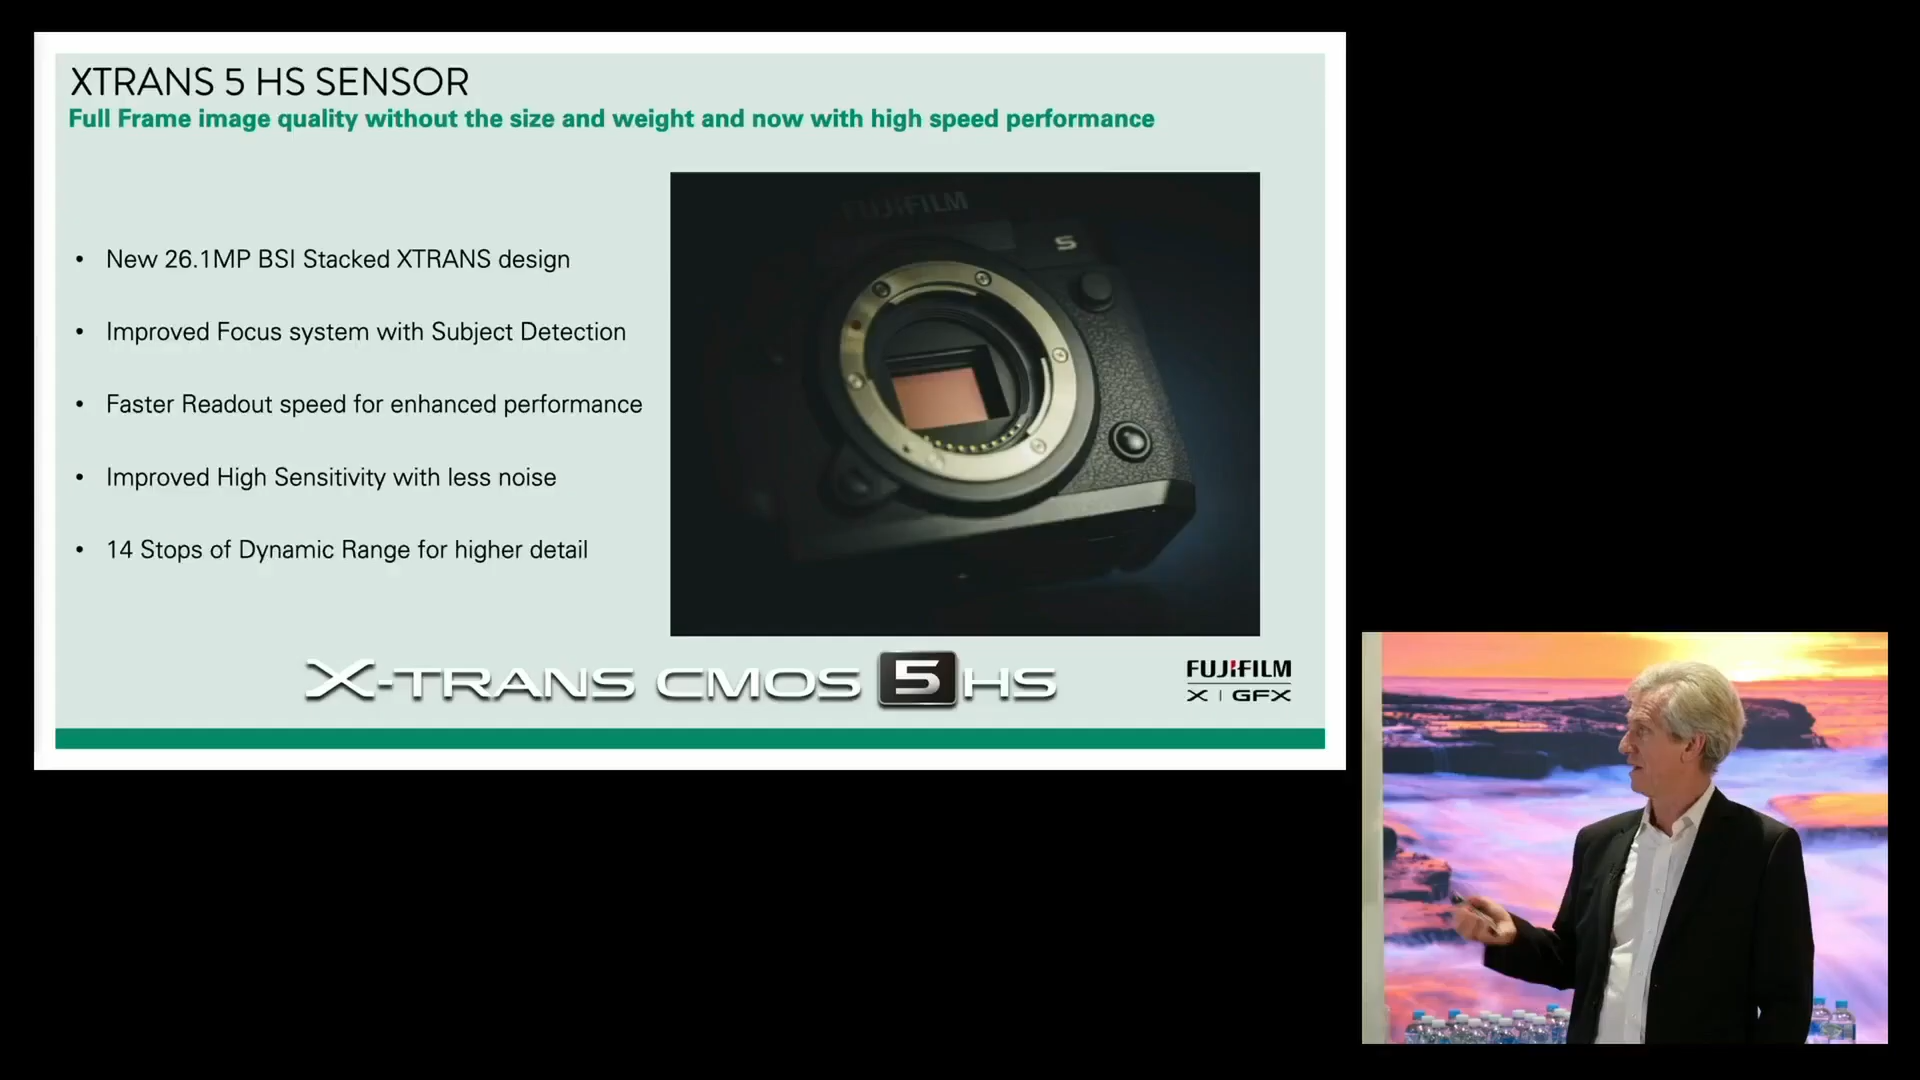 XTRANS 5 HS SENSOR
Full Frame image quality without the size and weight and now with high speed performance
FUJIFILM
S
• New 26.1MP BSI Stacked XTRANS design
• Improved Focus system with Subject Detection
• Faster Readout speed for enhanced performance
• Improved High Sensitivity with less noise
• 14 Stops of Dynamic Range for higher detail
X-TRANS CMOS 5 HS
FUJIFILM
X | GFX